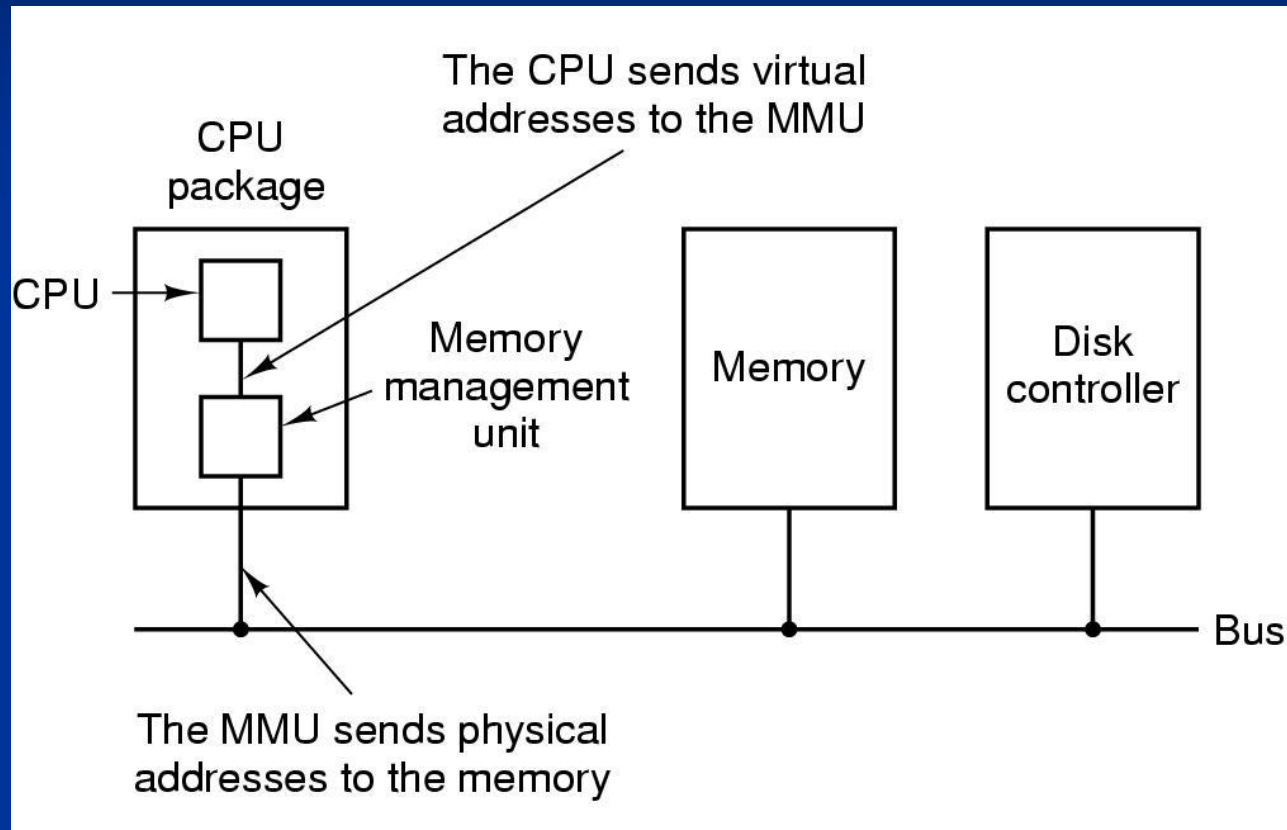 The CPU sends virtual
addresses to the MMU
CPU
package
CPU
Memory
management
unit
Memory
Disk
controller
Bus
The MMU sends physical
addresses to the memory